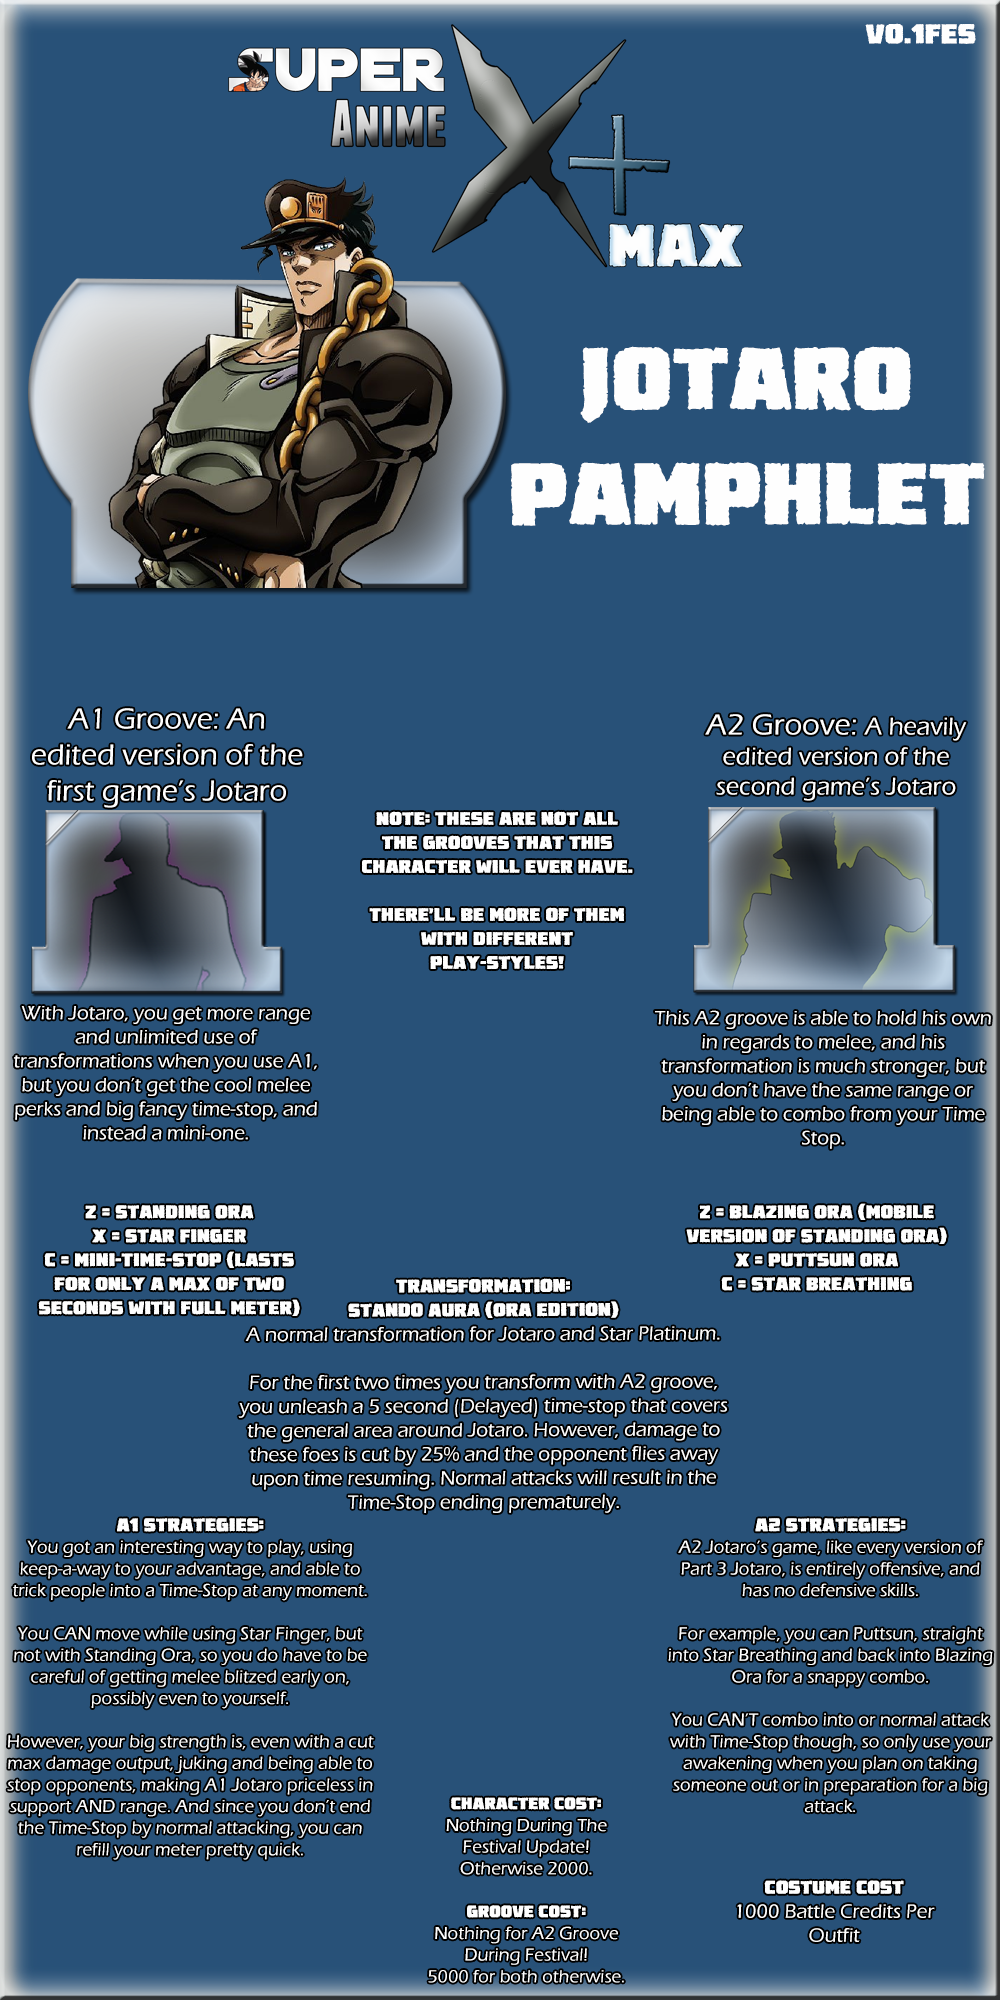 V0.1FES
SUPER
ANIME
X+
MAX
JOTARO
PAMPHLET
A1 Groove: An
edited version of the
first game's Jotaro
A2 Groove: A heavily
edited version of the
second game's Jotaro
NOTE: THESE ARE NOT ALL
THE GROOVES THAT THIS
CHARACTER WILL EVER HAVE.
THERE'LL BE MORE OF THEM
WITH DIFFERENT
PLAY-STYLES!
With Jotaro, you get more range
and unlimited use of
transformations when you use A1,
but you don't get the cool melee
perks and big fancy time-stop, and
instead a mini-one.
This A2 groove is able to hold his own
in regards to melee, and his
transformation is much stronger, but
you don't have the same range or
being able to combo from your Time
Stop.
Z = STANDING ORA
X = STAR FINGER
C = MINI-TIME-STOP (LASTS
FOR ONLY A MAX OF TWO
SECONDS WITH FULL METER)
Z = BLAZING ORA (MOBILE
VERSION OF STANDING ORA)
X = PUTTSUN ORA
C = STAR BREATHING
TRANSFORMATION:
STANDO AURA (ORA EDITION)
A normal transformation for Jotaro and Star Platinum.
For the first two times you transform with A2 groove,
you unleash a 5 second (Delayed) time-stop that covers
the general area around Jotaro. However, damage to
these foes is cut by 25% and the opponent flies away
upon time resuming. Normal attacks will result in the
Time-Stop ending prematurely.
A1 STRATEGIES:
You got an interesting way to play, using
keep-a-way to your advantage, and able to
trick people into a Time-Stop at any moment.
You CAN move while using Star Finger, but
not with Standing Ora, so you do have to be
careful of getting melee blitzed early on,
possibly even to yourself.
However, your big strength is, even with a cut
max damage output, juking and being able to
stop opponents, making A1 Jotaro priceless in
support AND range. And since you don't end
the Time-Stop by normal attacking, you can
refill your meter pretty quick.
A2 STRATEGIES:
A2 Jotaro's game, like every version of
Part 3 Jotaro, is entirely offensive, and
has no defensive skills.
For example, you can Puttsun, straight
into Star Breathing and back into Blazing
Ora for a snappy combo.
You CAN'T combo into or normal attack
with Time-Stop though, so only use your
awakening when you plan on taking
someone out or in preparation for a big
attack.
CHARACTER COST:
Nothing During The
Festival Update!
Otherwise 2000.
GROOVE COST:
Nothing for A2 Groove
During Festival!
5000 for both otherwise.
COSTUME COST
1000 Battle Credits Per
Outfit